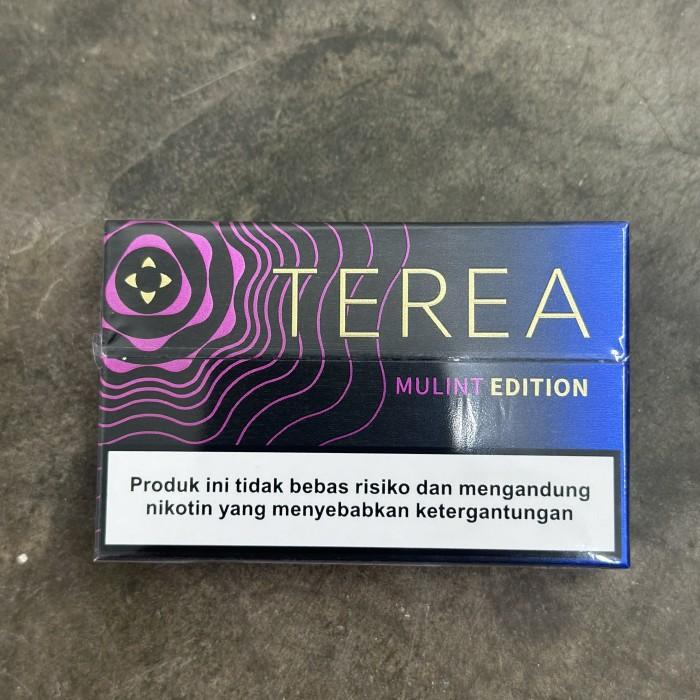 TEREA
MULINT EDITION
Produk ini tidak bebas risiko dan mengandung
nikotin yang menyebabkan ketergantungan